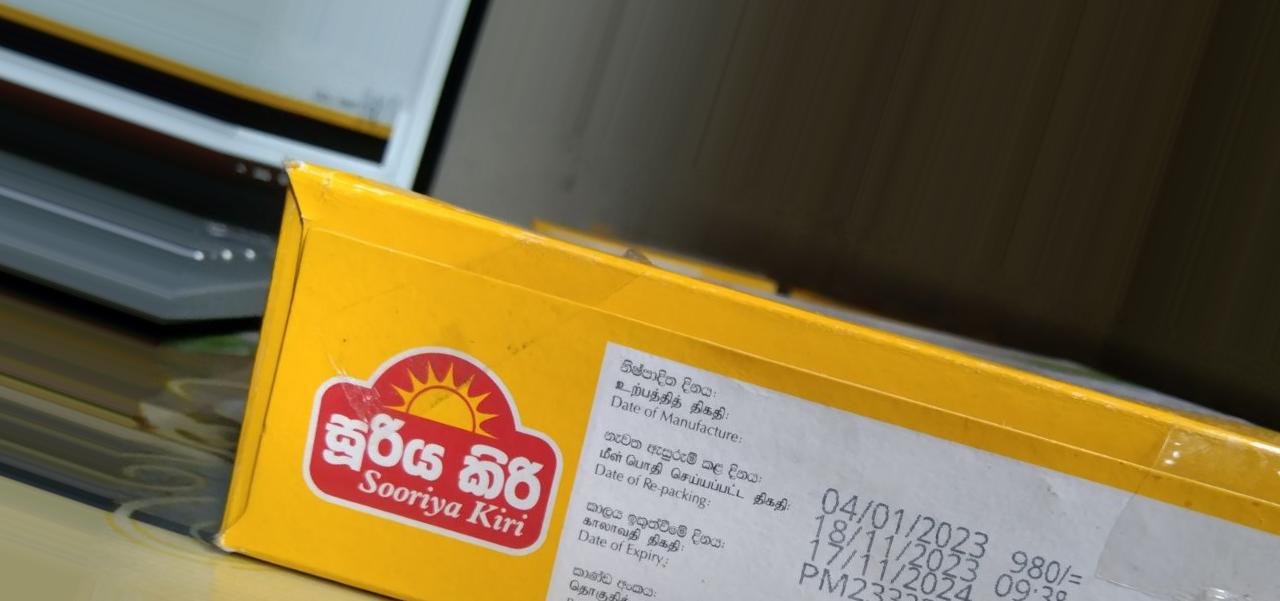 සූරිය කිරි
Sooriya Kiri
නිෂ්පාදිත දිනය:
உற்பத்தித் திகதி:
Date of Manufacture:
නැවත ඇසුරුම් කළ දිනය:
மீள் பொதி செய்யப்பட்ட திகதி:
Date of Re-packing:
කාලය ඉකුත්වීමේ දිනය:
காலாவதி திகதி:
Date of Expiry:
කාණ්ඩ අංකය:
04/01/2023 980/=
18/11/2023 09:38
17/11/2024